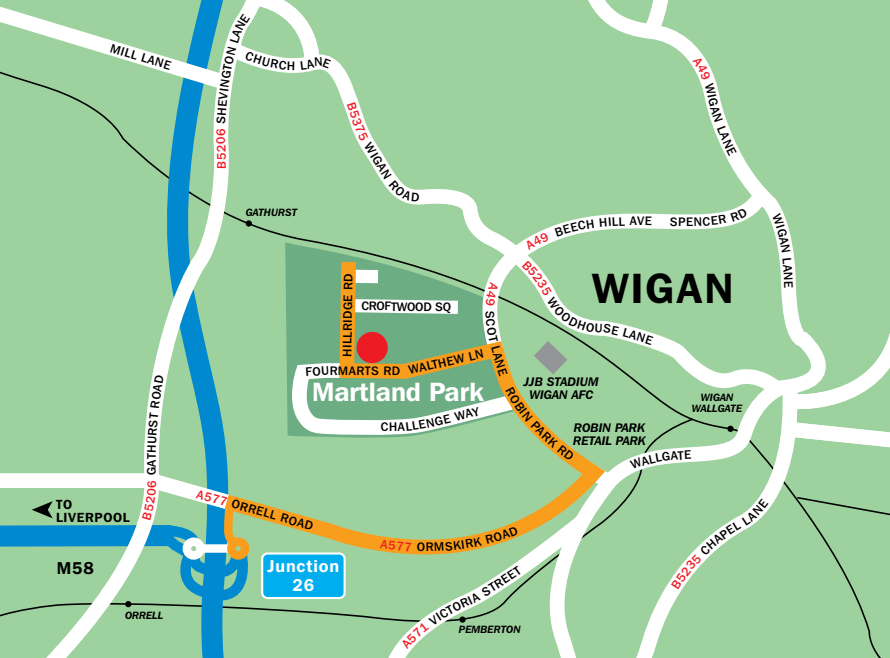 MILL LANE
B5206 SHEVINGTON LANE
CHURCH LANE
B5375 WIGAN ROAD
A49 WIGAN LANE
GATHURST
A49 BEECH HILL AVE SPENCER RD
WIGAN LANE
B5235 WOODHOUSE LANE
WIGAN
HILLRIDGE RD
CROFTWOOD SQ
A49 SCOT LANE
FOURMARTS RD WALTHEW LN
Martland Park
CHALLENGE WAY
JJB STADIUM
WIGAN AFC
ROBIN PARK RD
ROBIN PARK
RETAIL PARK
WIGAN
WALLGATE
WALLGATE
B5206 GATHURST ROAD
A577 ORRELL ROAD
A577 ORMSKIRK ROAD
TO
LIVERPOOL
M58
Junction
26
B5235 CHAPEL LANE
A571 VICTORIA STREET
ORRELL
PEMBERTON